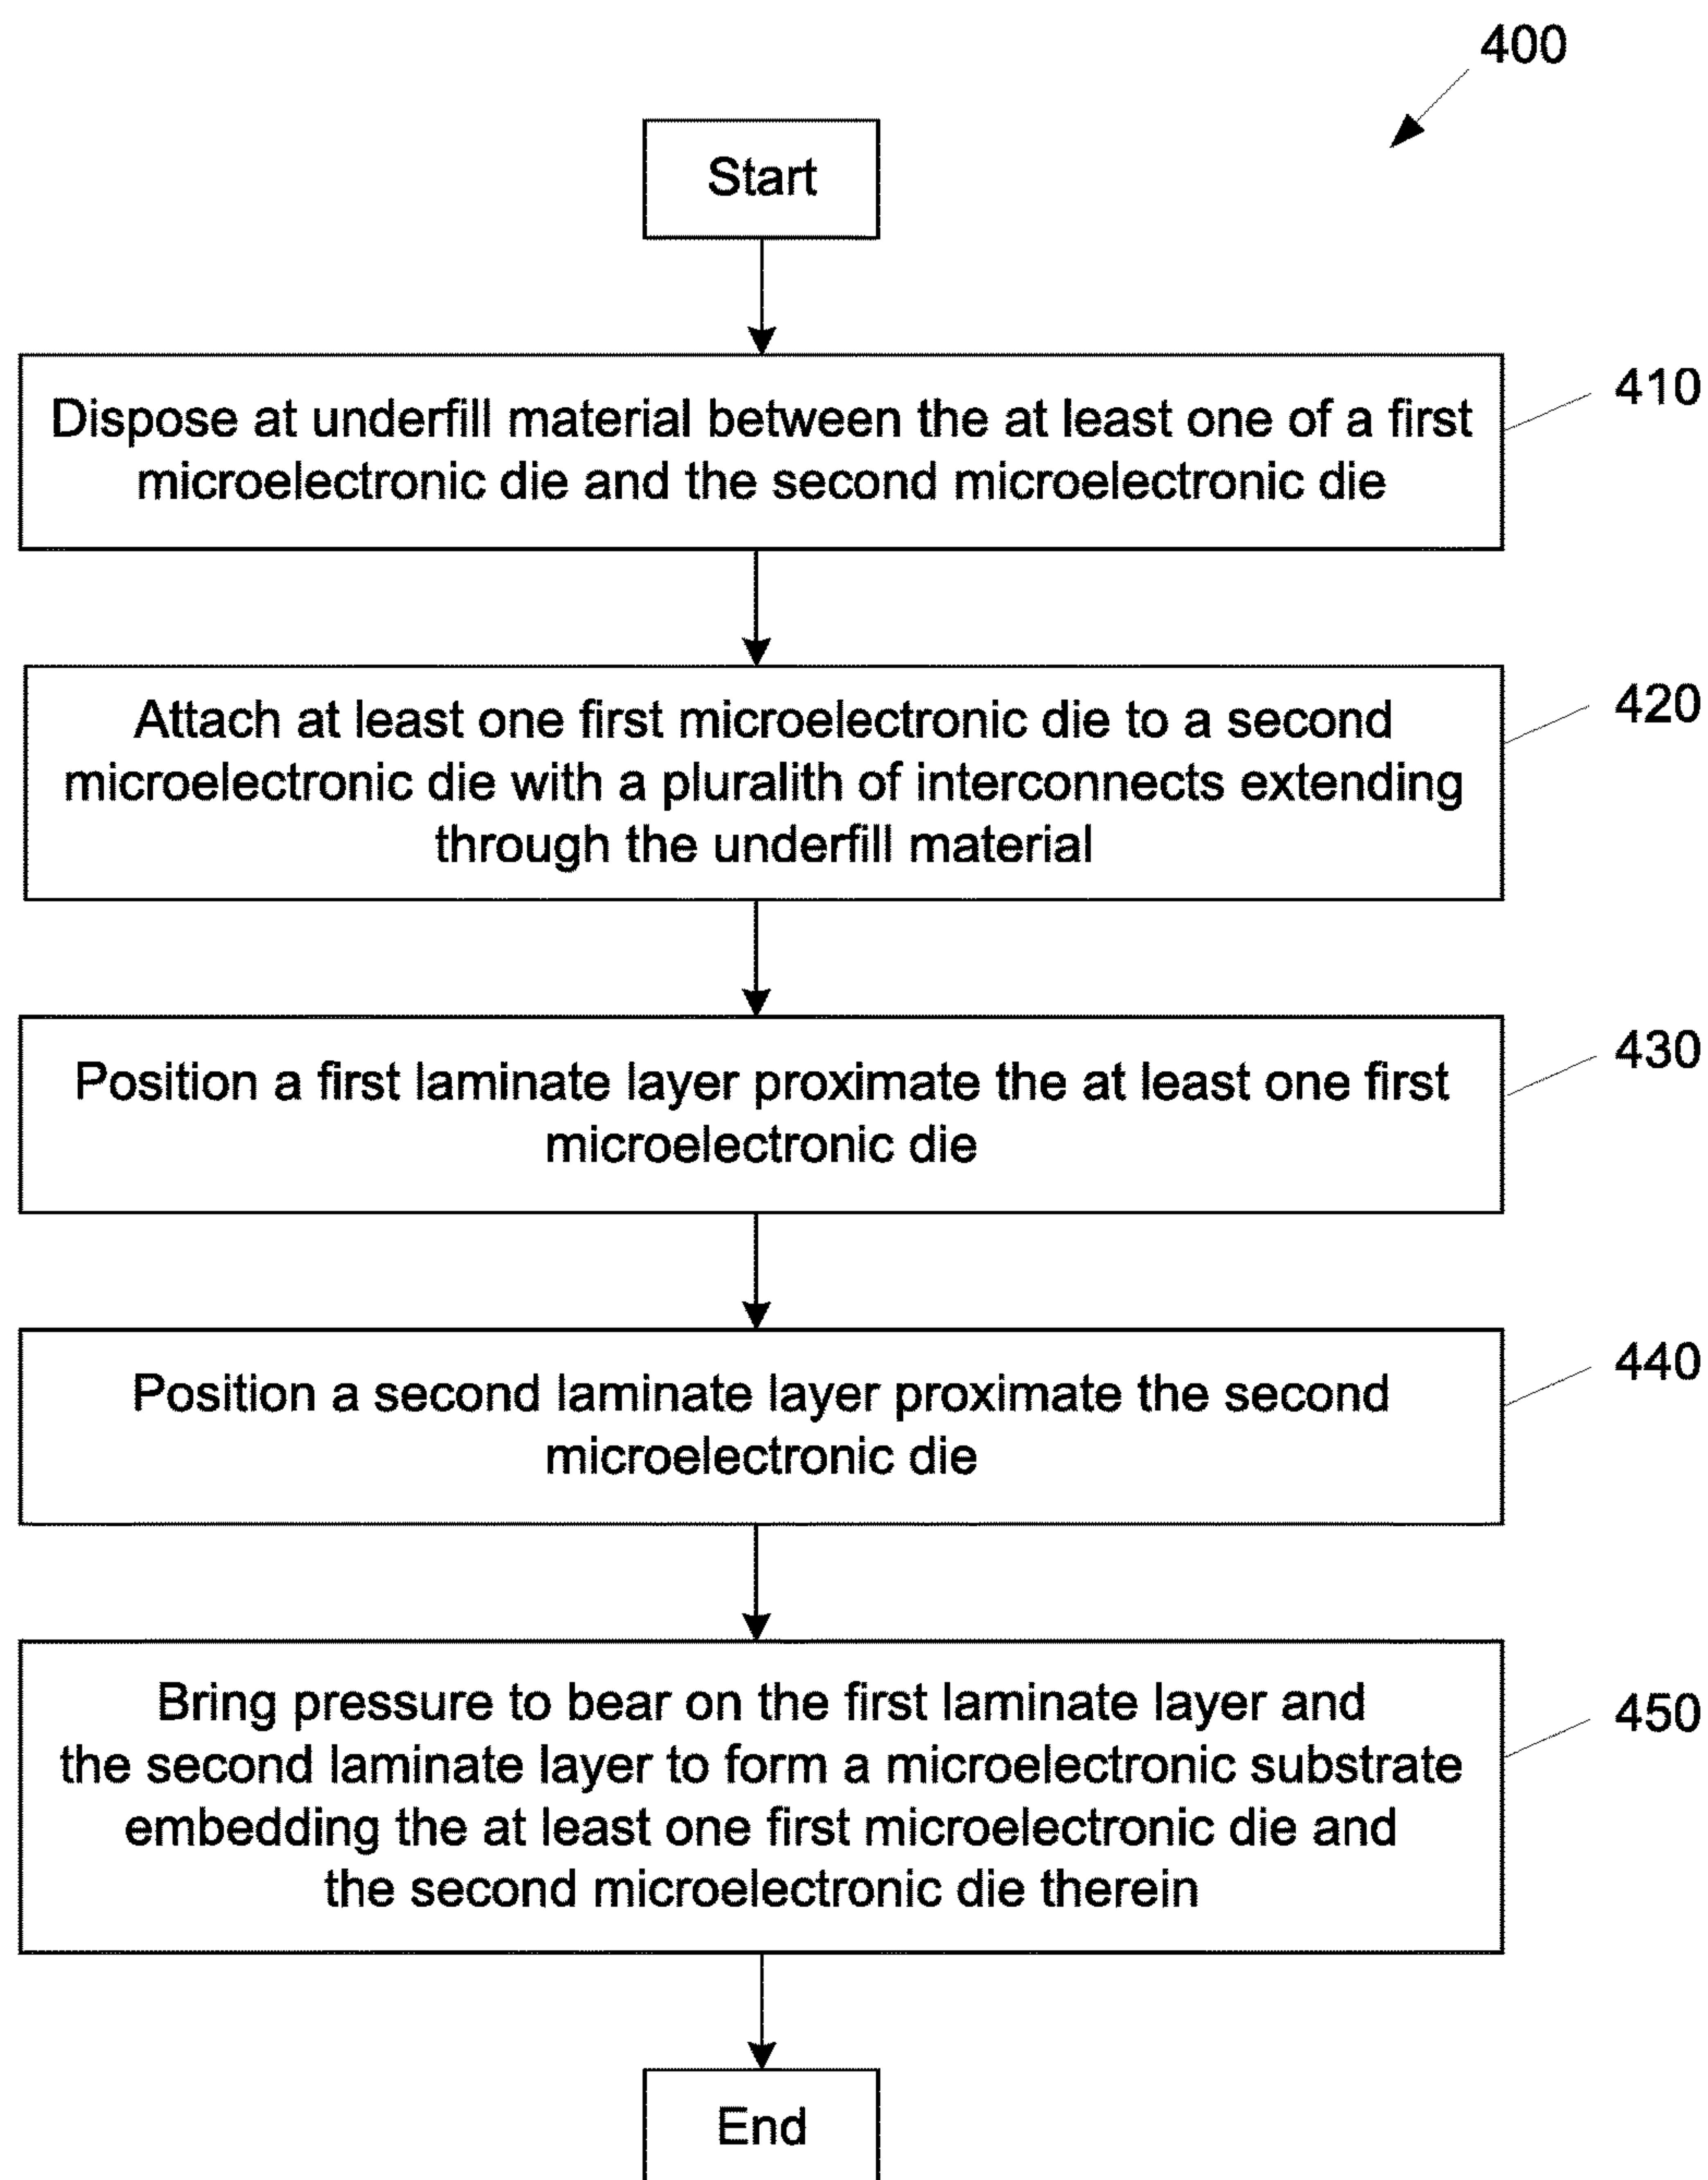 400
Start
410
Dispose at underfill material between the at least one of a first
microelectronic die and the second microelectronic die
420
Attach at least one first microelectronic die to a second
microelectronic die with a pluralith of interconnects extending
through the underfill material
430
Position a first laminate layer proximate the at least one first
microelectronic die
440
Position a second laminate layer proximate the second
microelectronic die
450
Bring pressure to bear on the first laminate layer and
the second laminate layer to form a microelectronic substrate
embedding the at least one first microelectronic die and
the second microelectronic die therein
End